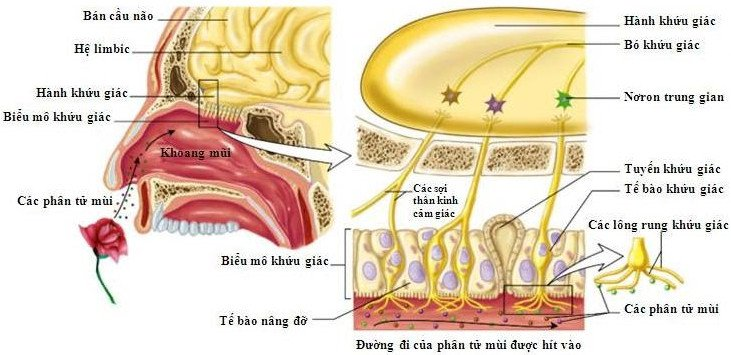 Bán cầu não
Hệ limbic
Hành khứu giác
Biểu mô khứu giác
Khoang mũi
Các phân tử mùi
Hành khứu giác
Bó khứu giác
Nơron trung gian
Tuyến khứu giác
Tế bào khứu giác
Các sợi
thần kinh
cảm giác
Các lông rung khứu giác
Biểu mô khứu giác
Tế bào nâng đỡ
Các phân tử mùi
Đường đi của phân tử mùi được hít vào